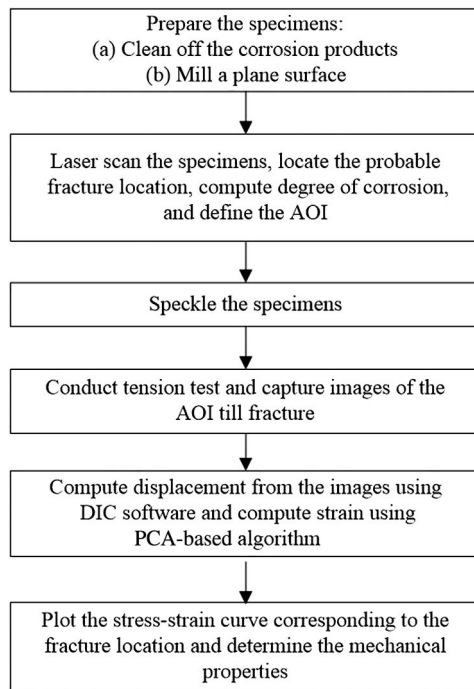 Prepare the specimens:
(a) Clean off the corrosion products
(b) Mill a plane surface
Laser scan the specimens, locate the probable
fracture location, compute degree of corrosion,
and define the AOI
Speckle the specimens
Conduct tension test and capture images of the
AOI till fracture
Compute displacement from the images using
DIC software and compute strain using
PCA-based algorithm
Plot the stress-strain curve corresponding to the
fracture location and determine the mechanical
properties